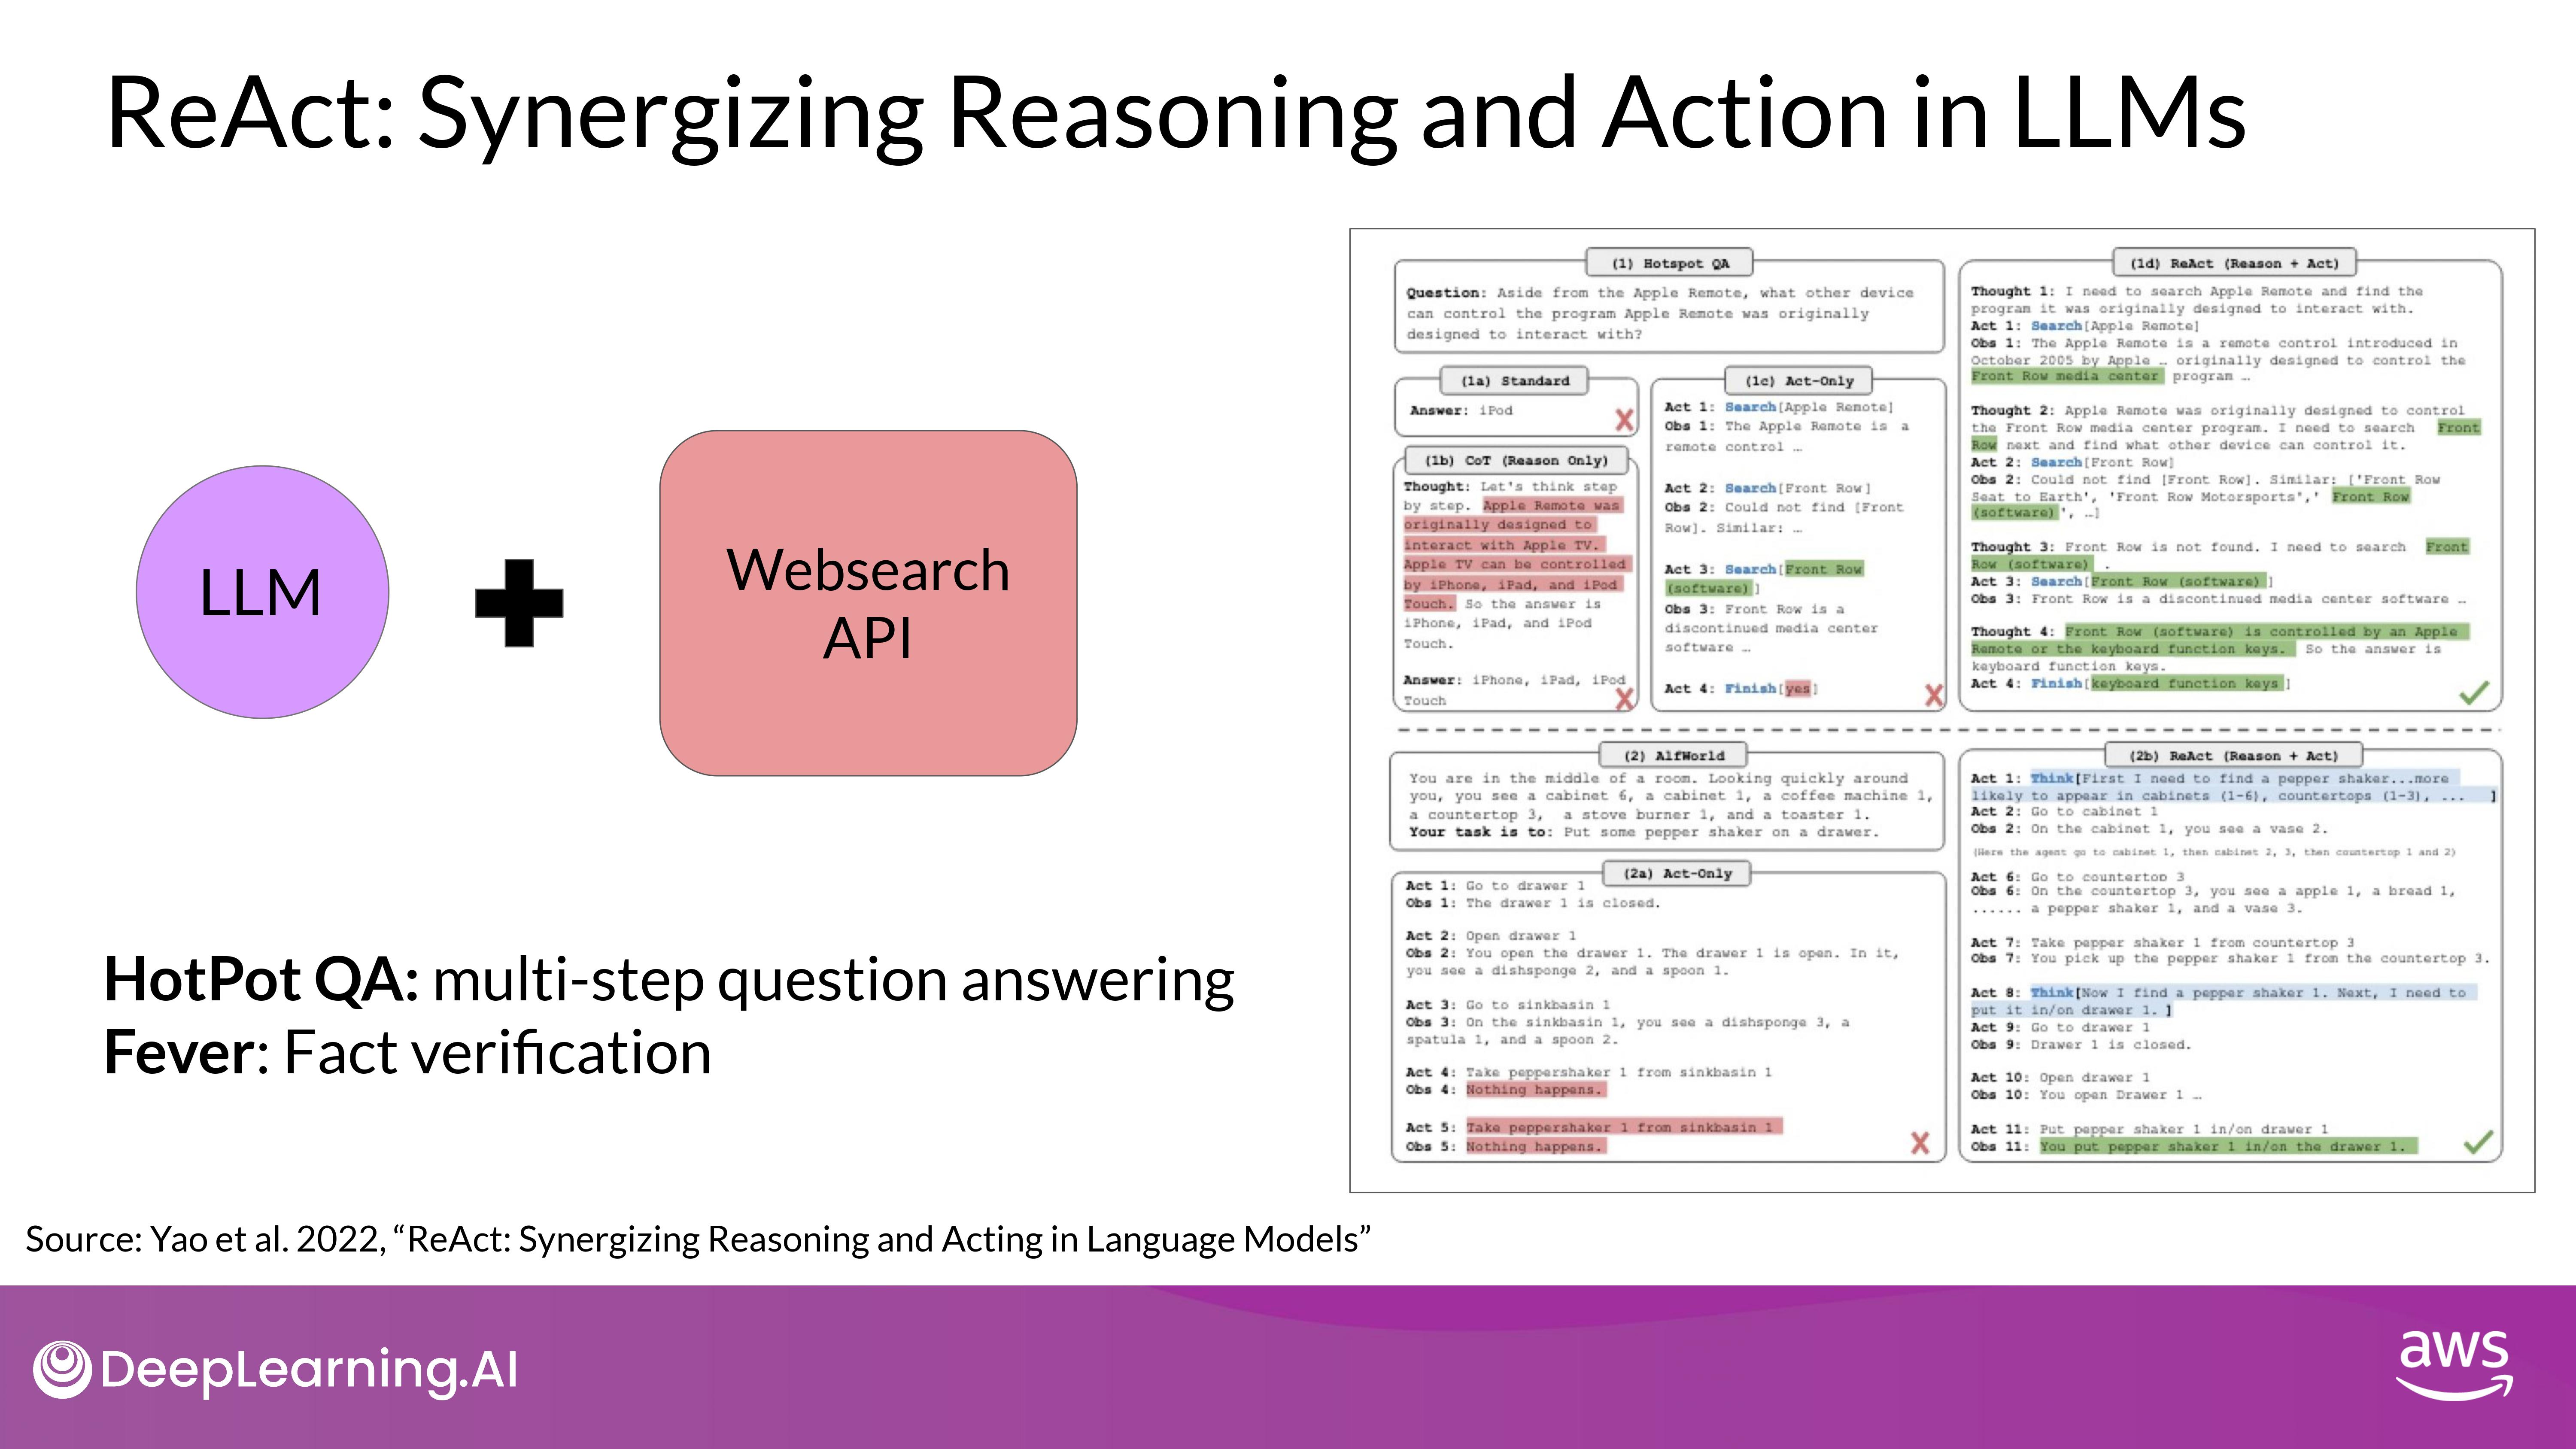 ReAct: Synergizing Reasoning and Action in LLMs
LLM
Websearch
API
HotPot QA: multi-step question answering
Fever: Fact verification
(1) Hotspot QA
Question: Aside from the Apple Remote, what other device
can control the program Apple Remote was originally
designed to interact with?
(1a) Standard
Answer: iPod
(1b) CoT (Reason Only)
Thought: Let's think step
by step. Apple Remote was
originally designed to
interact with Apple TV.
Apple TV can be controlled
by iPhone, iPad, and iPod
Touch. So the answer is
iPhone, iPad, and iPod
Touch.
Answer: iPhone, iPad, iPod
Touch
(1c) Act-Only
Act 1: Search[Apple Remote]
Obs 1: The Apple Remote is a
remote control …
Act 2: Search[Front Row]
Obs 2: Could not find [Front
Row]. Similar: …
Act 3: Search[Front Row
(software)]
Obs 3: Front Row is a
discontinued media center
software …
Act 4: Finish[yes]
(1d) ReAct (Reason + Act)
Thought 1: I need to search Apple Remote and find the
program it was originally designed to interact with.
Act 1: Search[Apple Remote]
Obs 1: The Apple Remote is a remote control introduced in
October 2005 by Apple … originally designed to control the
Front Row media center program …
Thought 2: Apple Remote was originally designed to control
the Front Row media center program. I need to search Front
Row next and find what other device can control it.
Act 2: Search[Front Row]
Obs 2: Could not find [Front Row]. Similar: ['Front Row
Seat to Earth', 'Front Row Motorsports',' Front Row
(software)', …]
Thought 3: Front Row is not found. I need to search Front
Row (software) .
Act 3: Search[Front Row (software)]
Obs 3: Front Row is a discontinued media center software …
Thought 4: Front Row (software) is controlled by an Apple
Remote or the keyboard function keys. So the answer is
keyboard function keys.
Act 4: Finish[keyboard function keys]
(2) AlfWorld
You are in the middle of a room. Looking quickly around
you, you see a cabinet 6, a cabinet 1, a coffee machine 1,
a countertop 3, a stove burner 1, and a toaster 1.
Your task is to: Put some pepper shaker on a drawer.
(2a) Act-Only
Act 1: Go to drawer 1
Obs 1: The drawer 1 is closed.
Act 2: Open drawer 1
Obs 2: You open the drawer 1. The drawer 1 is open. In it,
you see a dishsponge 2, and a spoon 1.
Act 3: Go to sinkbasin 1
Obs 3: On the sinkbasin 1, you see a dishsponge 3, a
spatula 1, and a spoon 2.
Act 4: Take peppershaker 1 from sinkbasin 1
Obs 4: Nothing happens.
Act 5: Take peppershaker 1 from sinkbasin 1
Obs 5: Nothing happens.
(2b) ReAct (Reason + Act)
Act 1: Think[First I need to find a pepper shaker...more
likely to appear in cabinets (1-6), countertops (1-3), ... ]
Act 2: Go to cabinet 1
Obs 2: On the cabinet 1, you see a vase 2.
(Here the agent go to cabinet 1, then cabinet 2, 3, then countertop 1 and 2)
Act 6: Go to countertop 3
Obs 6: On the countertop 3, you see a apple 1, a bread 1,
...... a pepper shaker 1, and a vase 3.
Act 7: Take pepper shaker 1 from countertop 3
Obs 7: You pick up the pepper shaker 1 from the countertop 3.
Act 8: Think[Now I find a pepper shaker 1. Next, I need to
put it in/on drawer 1. ]
Act 9: Go to drawer 1
Obs 9: Drawer 1 is closed.
Act 10: Open drawer 1
Obs 10: You open Drawer 1 …
Act 11: Put pepper shaker 1 in/on drawer 1
Obs 11: You put pepper shaker 1 in/on the drawer 1.
Source: Yao et al. 2022, “ReAct: Synergizing Reasoning and Acting in Language Models”
DeepLearning.AI
aws